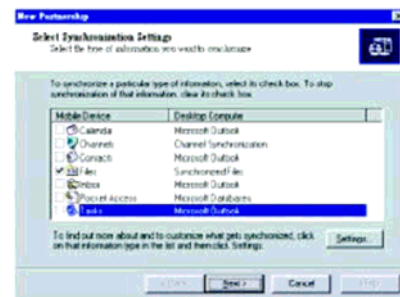 New Partnership
Select Synchronization Settings
Select the type of information you want to synchronize
To synchronize a particular type of information, select its check box. To stop
synchronization of that information, clear its check box.
Mobile Device Desktop Computer
Calendar Microsoft Outlook
Channels Channel Synchronization
Contacts Microsoft Outlook
Files Synchronized Files
Inbox Microsoft Outlook
Pocket Access Microsoft Databases
Tasks Microsoft Outlook
To find out more about and to customize what gets synchronized, click
on that information type in the list and then click Settings.
Settings...
< Back Next > Cancel Help